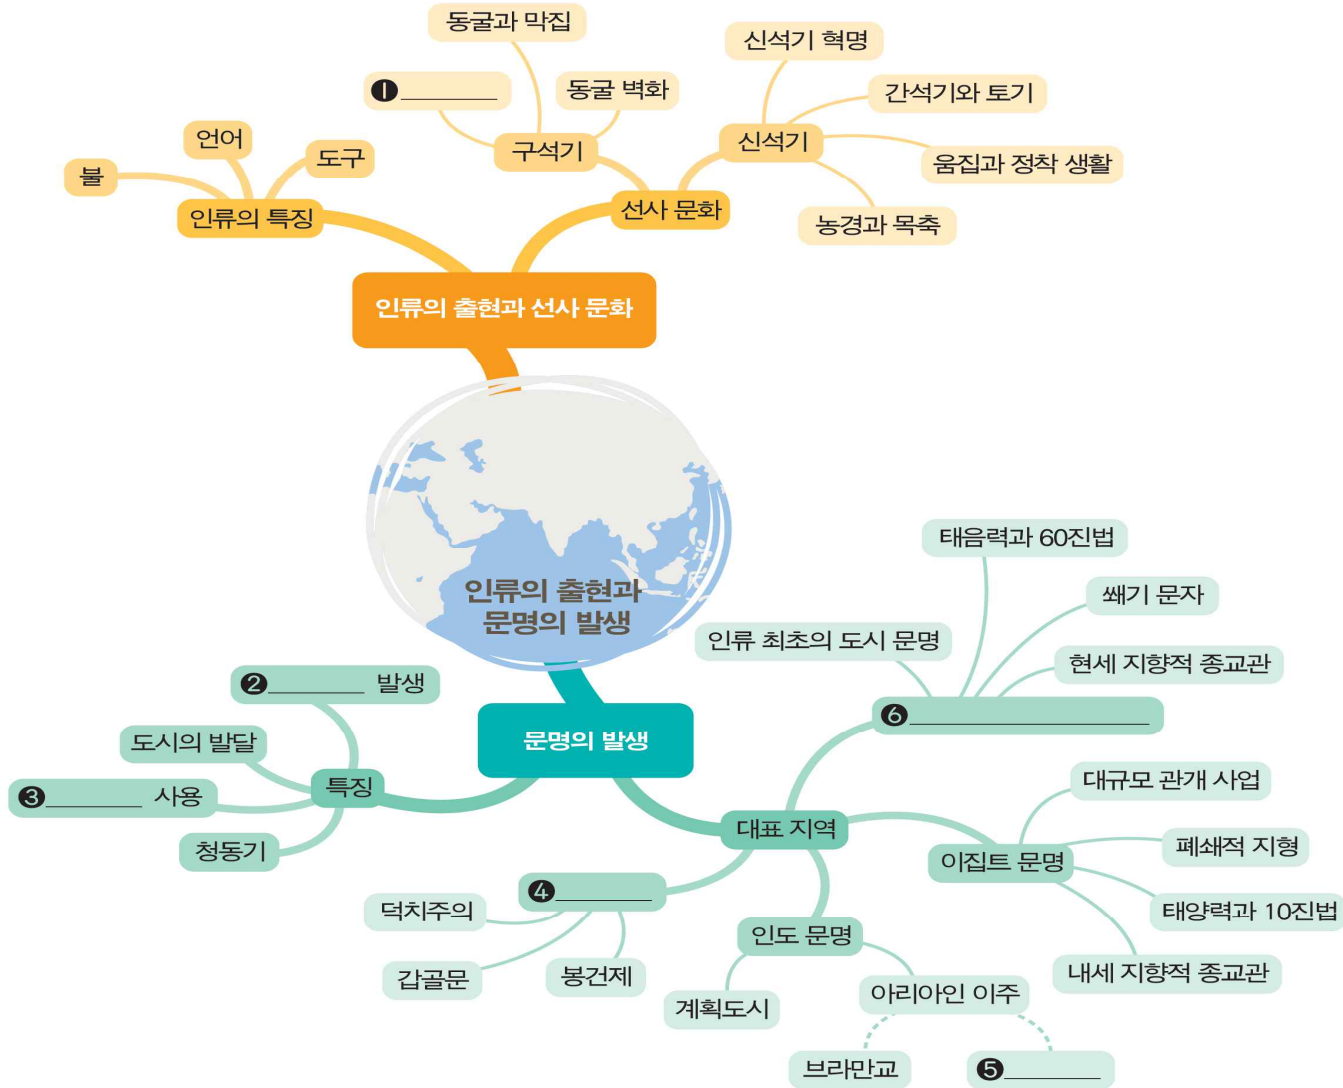 동굴과 막집
신석기 혁명
❶________
동굴 벽화
간석기와 토기
언어
도구
구석기
신석기
불
움집과 정착 생활
인류의 특징
선사 문화
농경과 목축
인류의 출현과 선사 문화
인류의 출현과
문명의 발생
태음력과 60진법
쐐기 문자
인류 최초의 도시 문명
현세 지향적 종교관
❷________ 발생
❻____________________
도시의 발달
문명의 발생
특징
❸________ 사용
대규모 관개 사업
청동기
대표 지역
폐쇄적 지형
이집트 문명
❹________
덕치주의
태양력과 10진법
인도 문명
갑골문
봉건제
내세 지향적 종교관
계획도시
아리아인 이주
브라만교
❺________